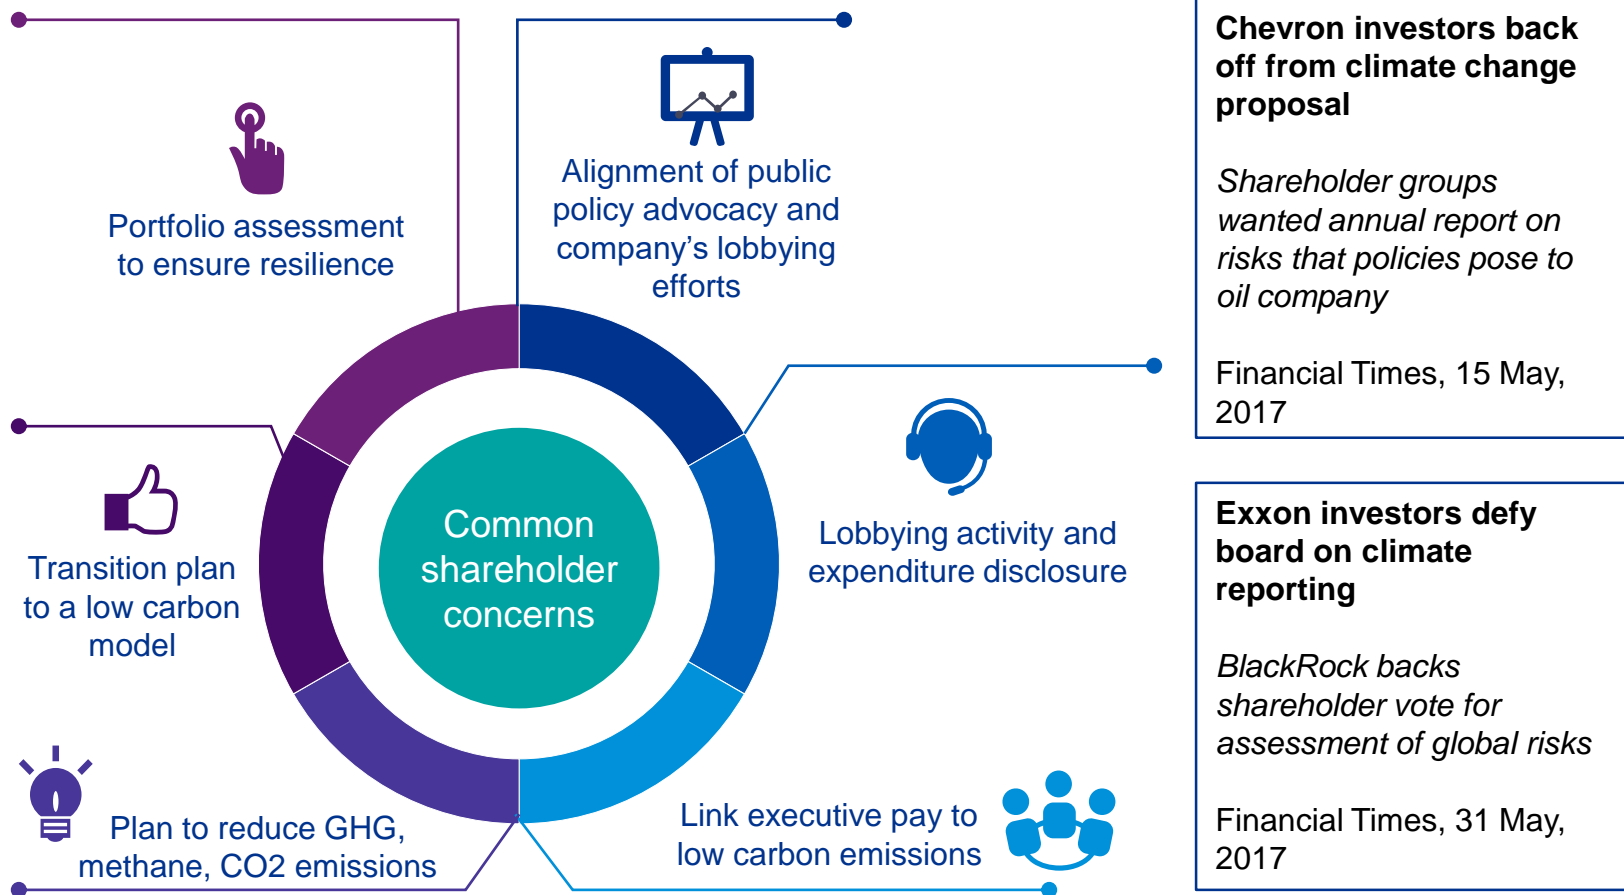 Portfolio assessment
to ensure resilience
Alignment of public
policy advocacy and
company’s lobbying
efforts
Common
shareholder
concerns
Transition plan
to a low carbon
model
Lobbying activity and
expenditure disclosure
Plan to reduce GHG,
methane, CO2 emissions
Link executive pay to
low carbon emissions
Chevron investors back
off from climate change
proposal
Shareholder groups
wanted annual report on
risks that policies pose to
oil company
Financial Times, 15 May,
2017
Exxon investors defy
board on climate
reporting
BlackRock backs
shareholder vote for
assessment of global risks
Financial Times, 31 May,
2017